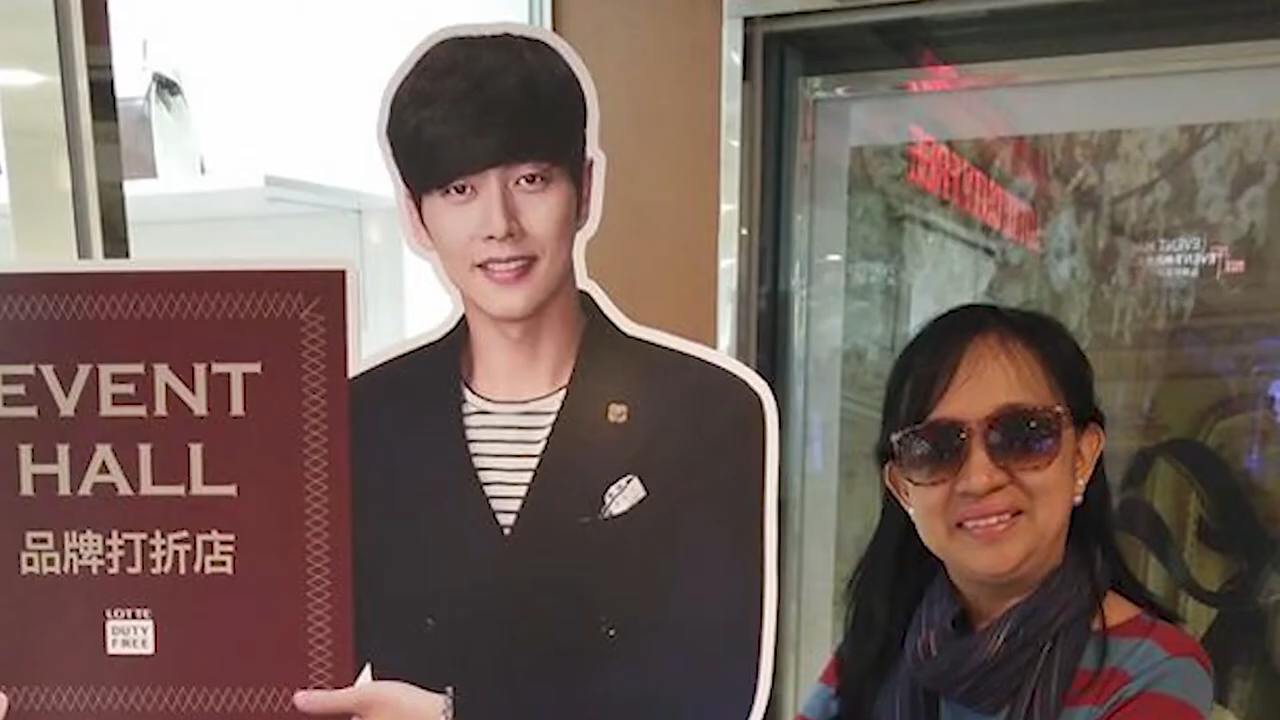 EVENT
HALL
品牌打折店
LOTTE
DUTY
FREE